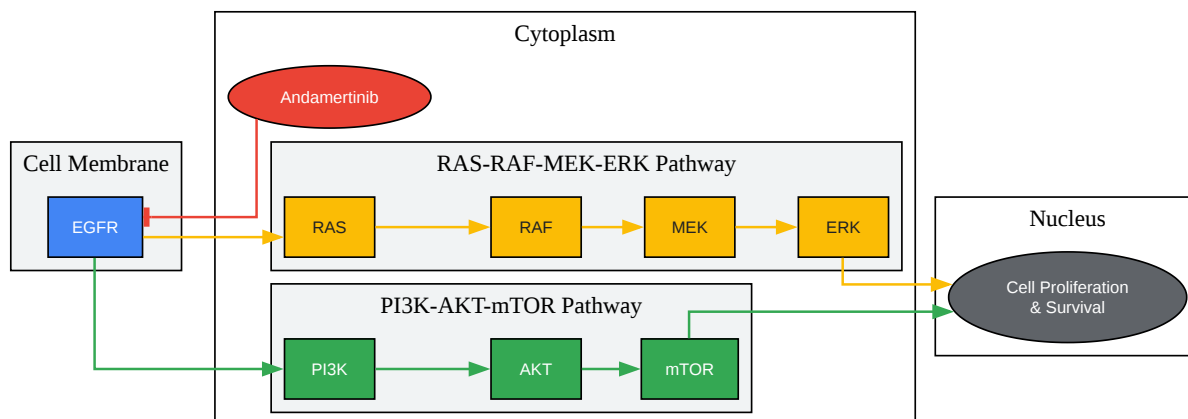 Cytoplasm
Andamertinib
Cell Membrane
EGFR
RAS-RAF-MEK-ERK Pathway
RAS
RAF
MEK
ERK
PI3K-AKT-mTOR Pathway
PI3K
AKT
mTOR
Nucleus
Cell Proliferation
& Survival